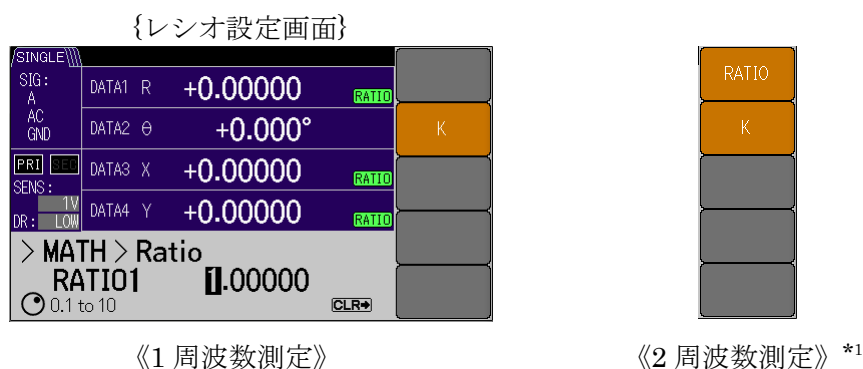 {レシオ設定画面}
SINGLE
SIG:
A
AC
GND
DATA1 R +0.00000 RATIO
DATA2 θ +0.000°
PRI SEC
SENS:
1V
DR: LOW
DATA3 X +0.00000 RATIO
DATA4 Y +0.00000 RATIO
> MATH > Ratio
RATIO1 1.00000
0.1 to 10 CLR
K
RATIO
K
《1 周波数測定》
《2 周波数測定》*1